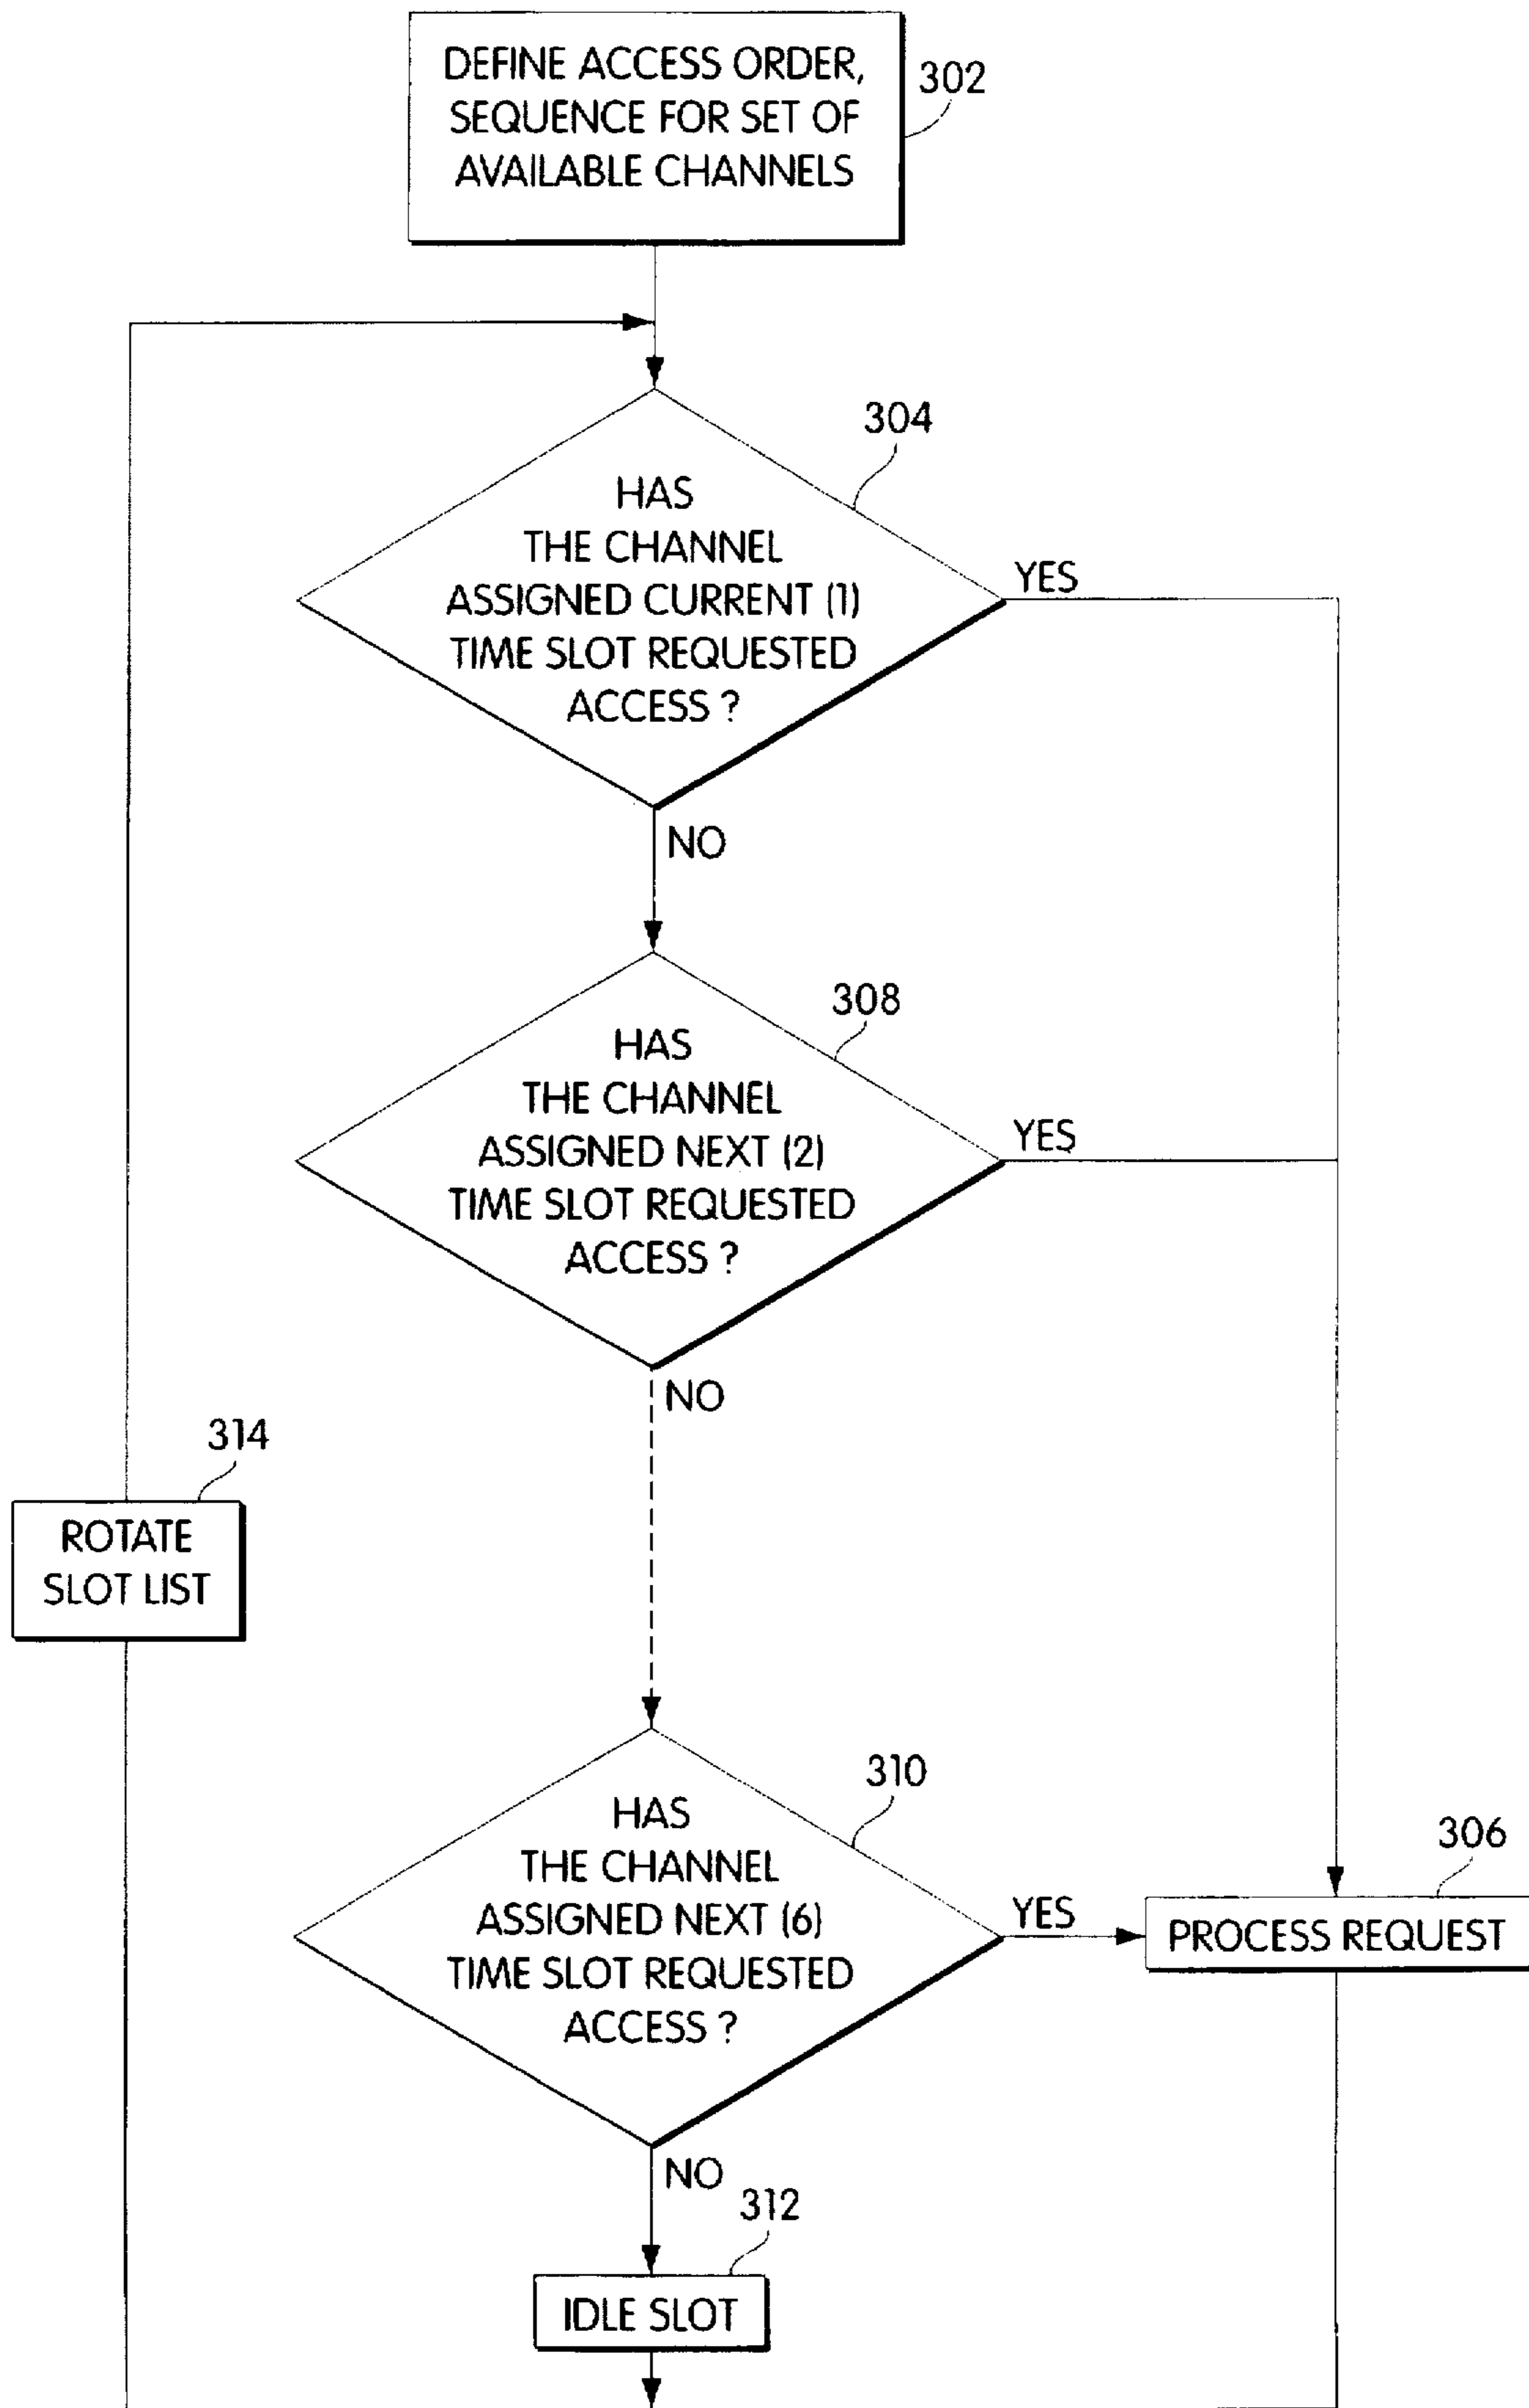 DEFINE ACCESS ORDER,
SEQUENCE FOR SET OF
AVAILABLE CHANNELS
302
304
HAS
THE CHANNEL
ASSIGNED CURRENT (1)
TIME SLOT REQUESTED
ACCESS ?
YES
NO
308
HAS
THE CHANNEL
ASSIGNED NEXT (2)
TIME SLOT REQUESTED
ACCESS ?
YES
NO
314
ROTATE
SLOT LIST
310
HAS
THE CHANNEL
ASSIGNED NEXT (6)
TIME SLOT REQUESTED
ACCESS ?
YES
306
PROCESS REQUEST
NO
312
IDLE SLOT